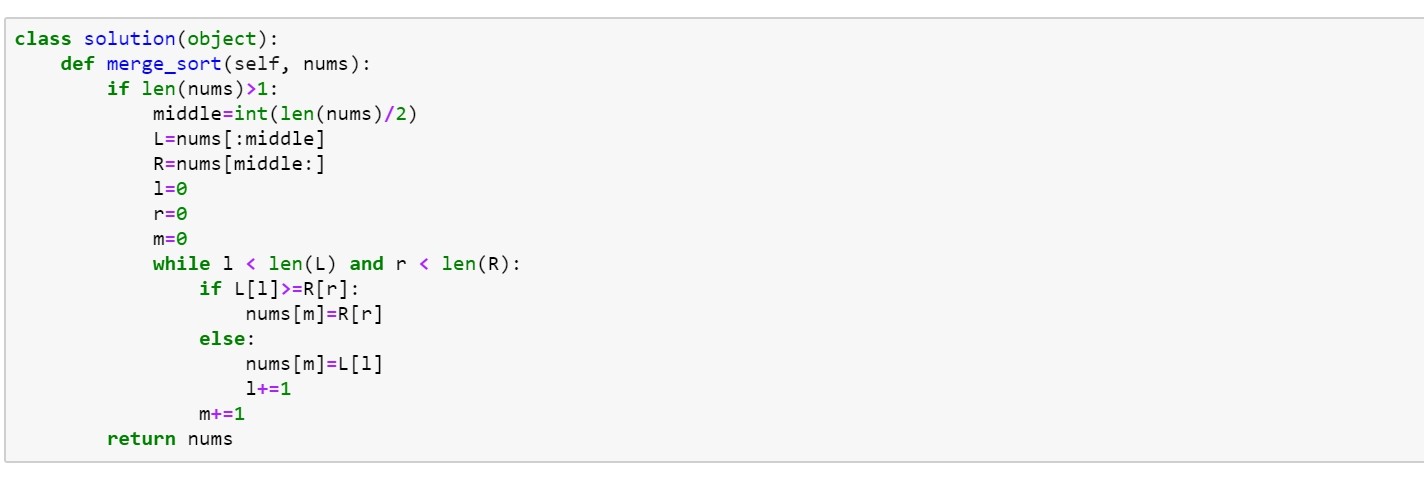 class solution(object):
    def merge_sort(self, nums):
        if len(nums)>1:
            middle=int(len(nums)/2)
            L=nums[:middle]
            R=nums[middle:]
            l=0
            r=0
            m=0
            while l < len(L) and r < len(R):
                if L[l]>=R[r]:
                    nums[m]=R[r]
                else:
                    nums[m]=L[l]
                    l+=1
                m+=1
        return nums